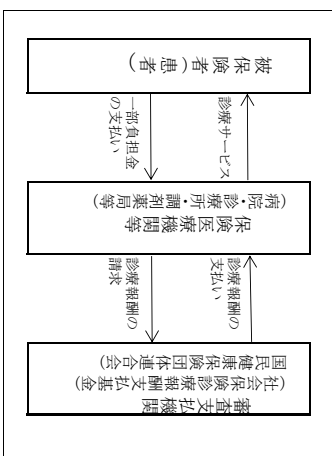 被保険者(患者)
一部負担金
の支払い
診療サービス
保険医療機関等
(病院・診療所・調剤薬局等)
診療報酬の
請求
診療報酬の
支払い
審査支払機関
(社会保険診療報酬支払基金)
国民健康保険団体連合会)